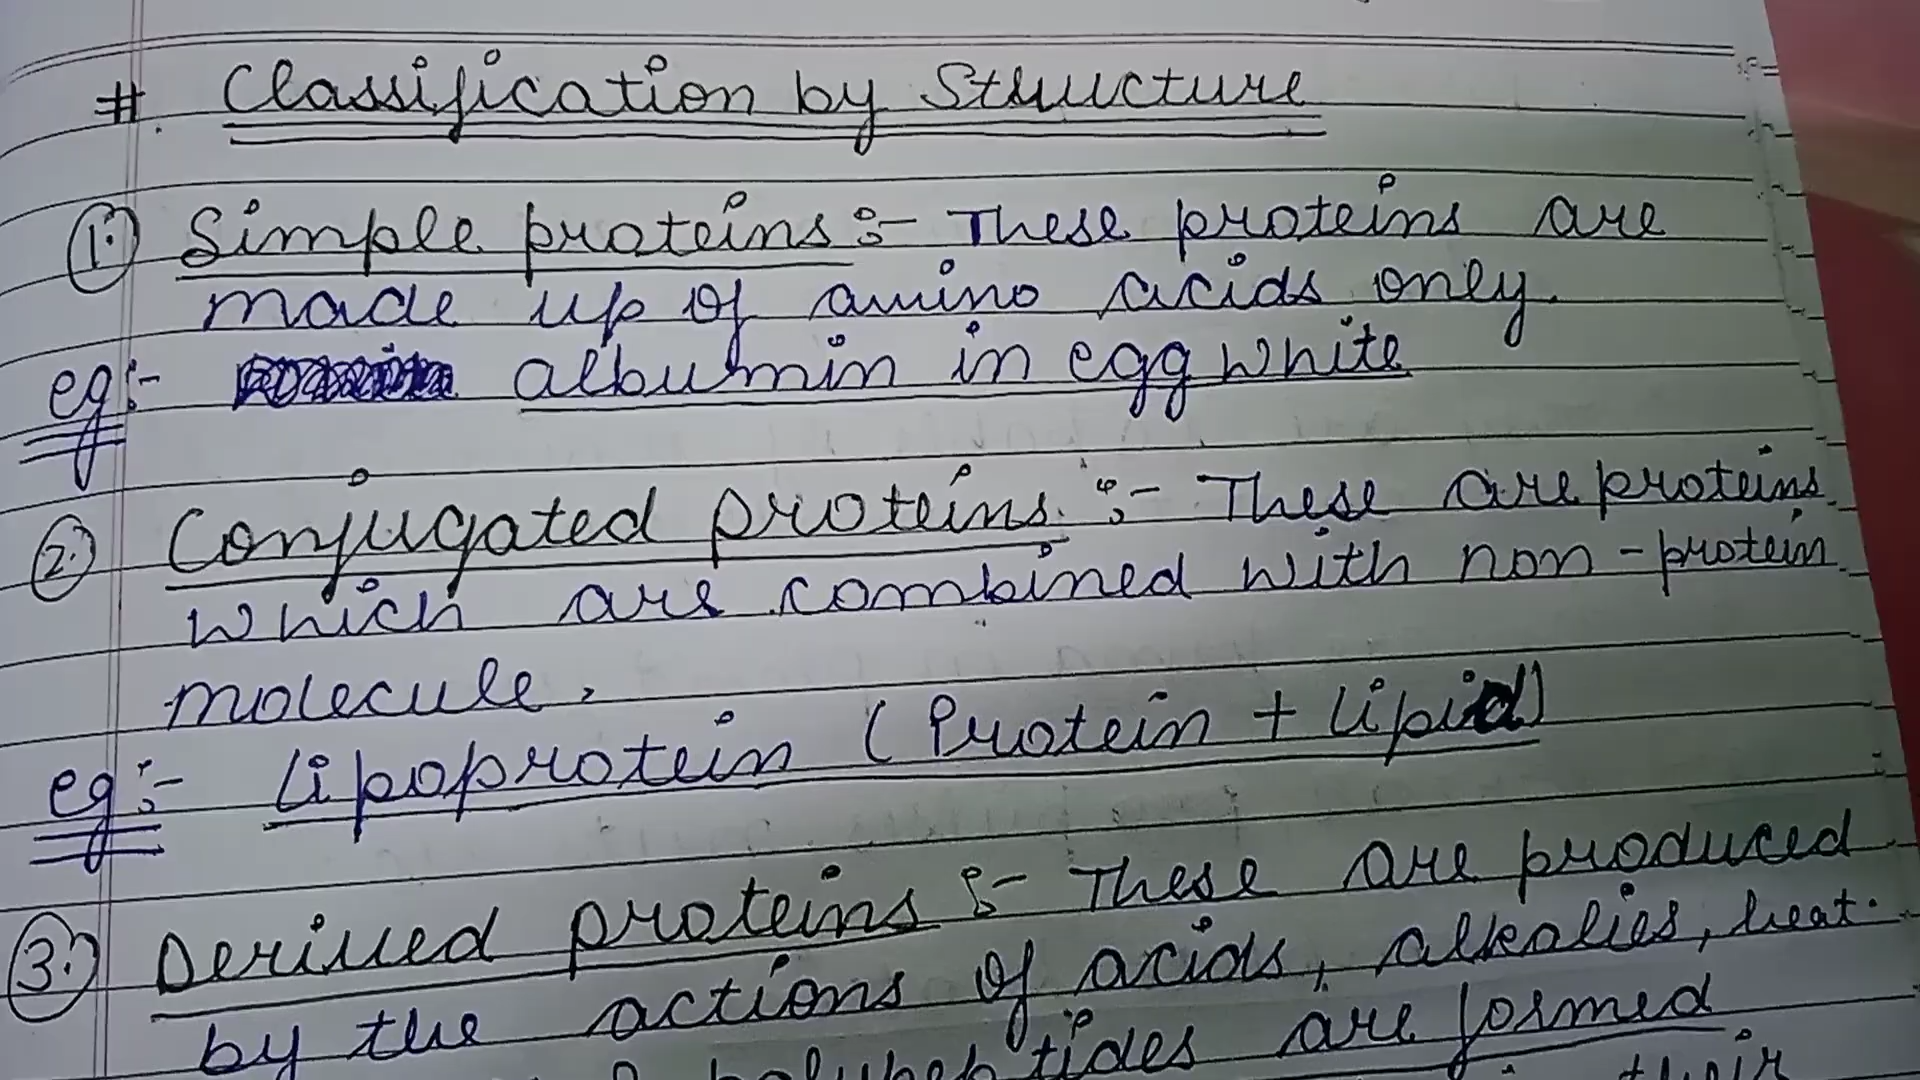 # Classification by Structure
1. Simple proteins :- These proteins are
made up of amino acids only.
eg:- albumin in egg white
2. Conjugated proteins :- These are proteins
which are combined with non-protein
molecule.
eg:- Lipoprotein (Protein + Lipid)
3. Derived proteins :- These are produced
by the actions of acids, alkalies, heat.
polypeptides are formed
their